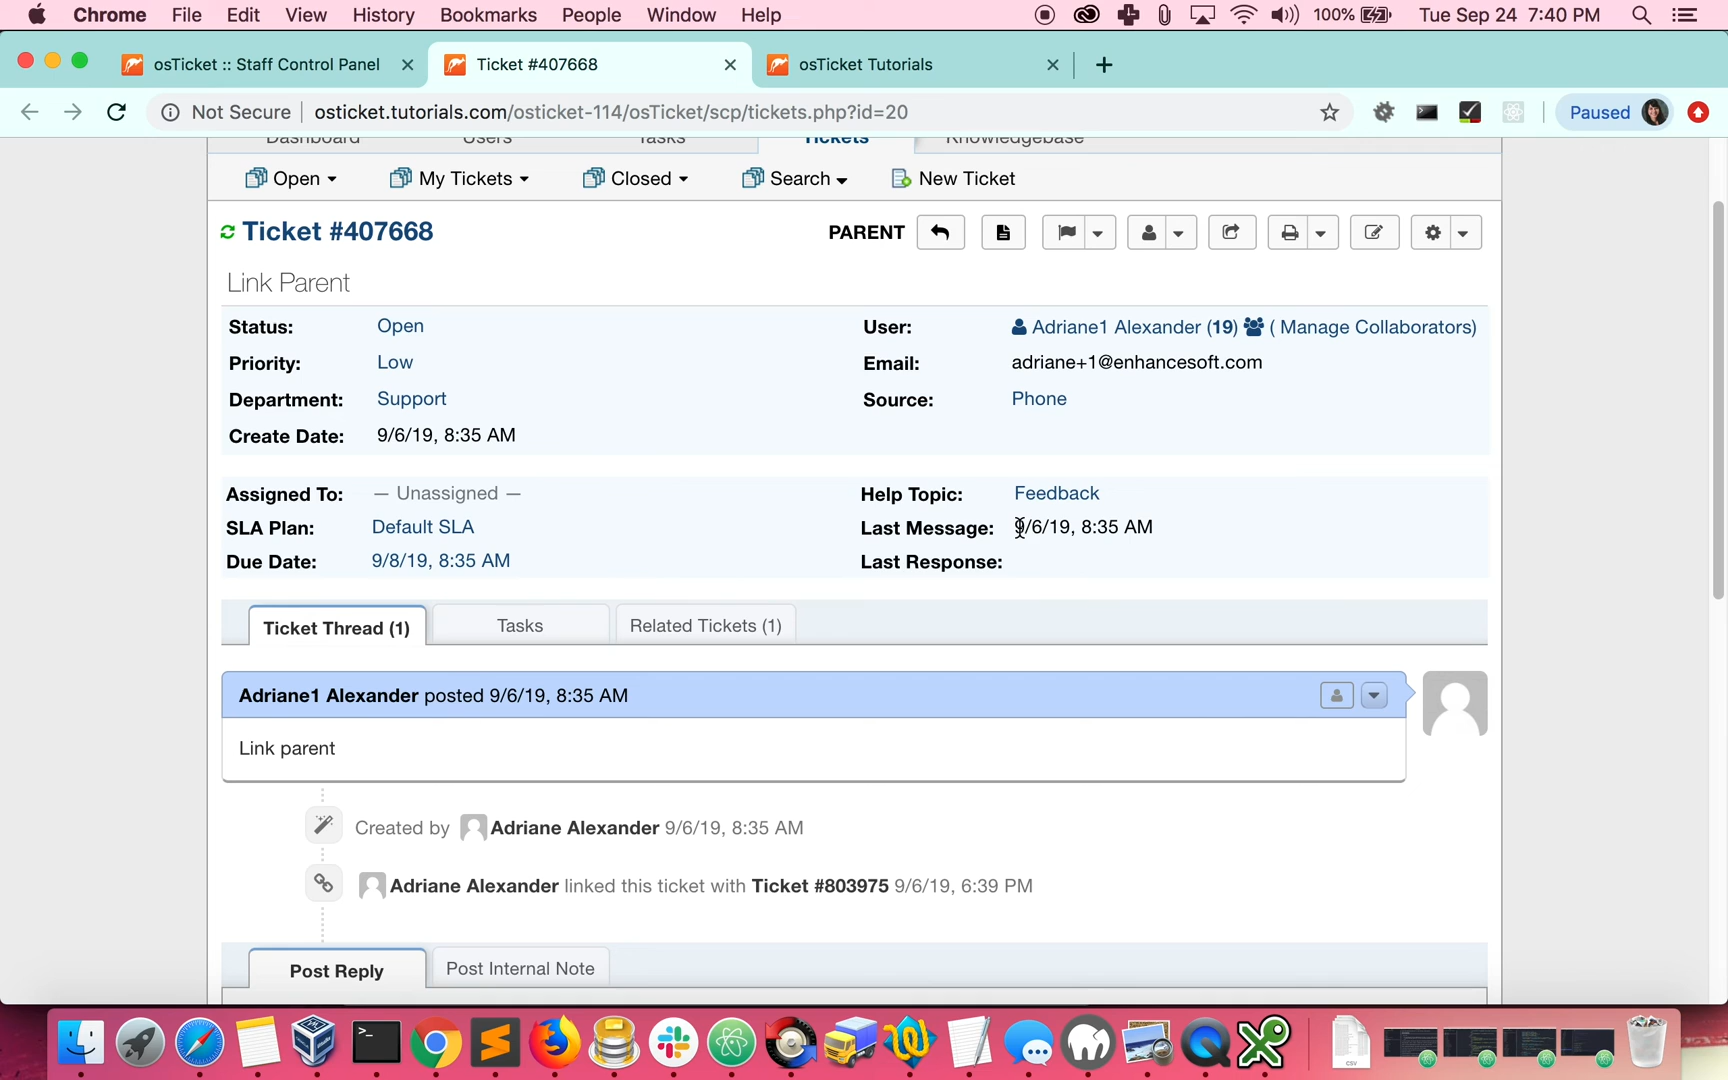 Chrome File Edit View History Bookmarks People Window Help 100% Tue Sep 24 7:40 PM
osTicket :: Staff Control Panel Ticket #407668 osTicket Tutorials
Not Secure osticket.tutorials.com/osticket-114/osTicket/scp/tickets.php?id=20 Paused
Dashboard Users Tasks Tickets Knowledgebase
Open My Tickets Closed Search New Ticket
Ticket #407668 PARENT
Link Parent
Status: Open User: Adriane1 Alexander (19) ( Manage Collaborators)
Priority: Low Email: adriane+1@enhancesoft.com
Department: Support Source: Phone
Create Date: 9/6/19, 8:35 AM
Assigned To: — Unassigned — Help Topic: Feedback
SLA Plan: Default SLA Last Message: 9/6/19, 8:35 AM
Due Date: 9/8/19, 8:35 AM Last Response:
Ticket Thread (1) Tasks Related Tickets (1)
Adriane1 Alexander posted 9/6/19, 8:35 AM
Link parent
Created by Adriane Alexander 9/6/19, 8:35 AM
Adriane Alexander linked this ticket with Ticket #803975 9/6/19, 6:39 PM
Post Reply Post Internal Note
CSV